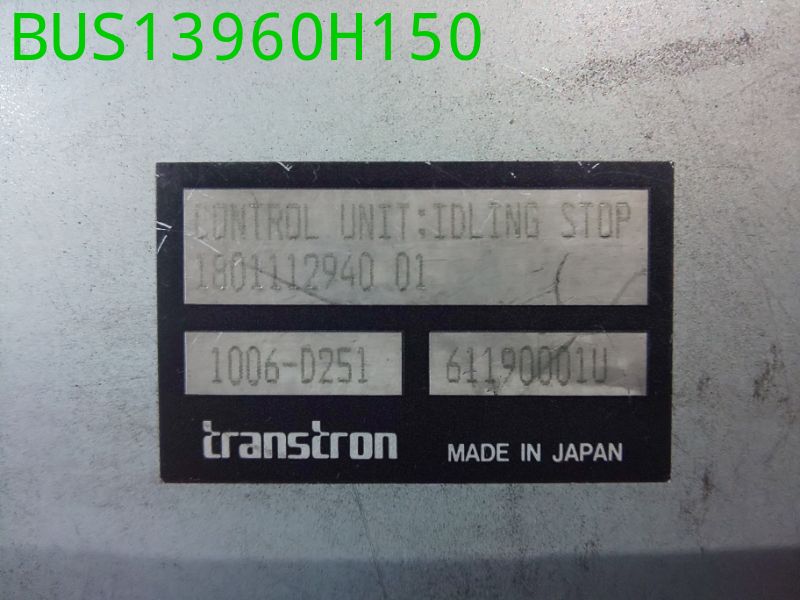 BUS13960H150
CONTROL UNIT:IDLING STOP
1801112940 01
1006-D251
61190001U
transtron
MADE IN JAPAN